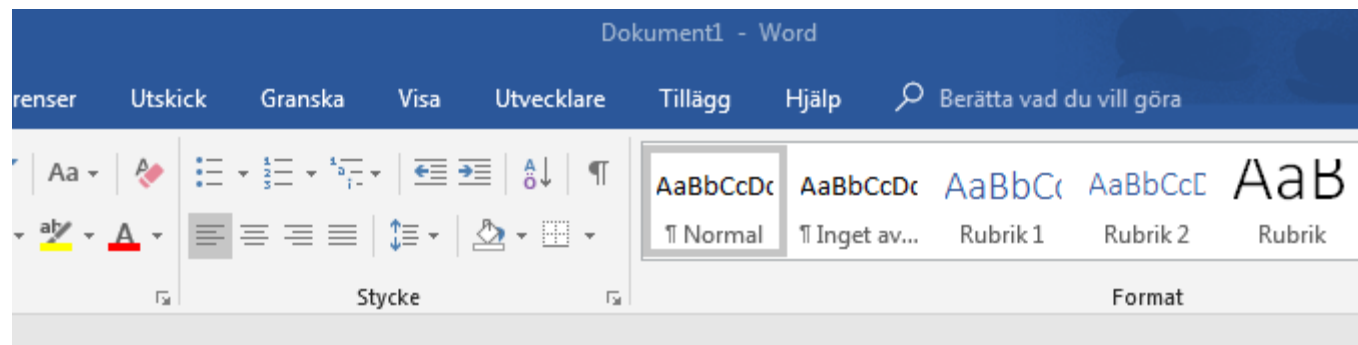 Dokument1 - Word
renser Utskick Granska Visa Utvecklare Tillägg Hjälp Berätta vad du vill göra
Aa AaBbCcDc AaBbCcDc AaBbCc AaBbCcD AaB
¶ Normal ¶ Inget av... Rubrik 1 Rubrik 2 Rubrik
Stycke Format